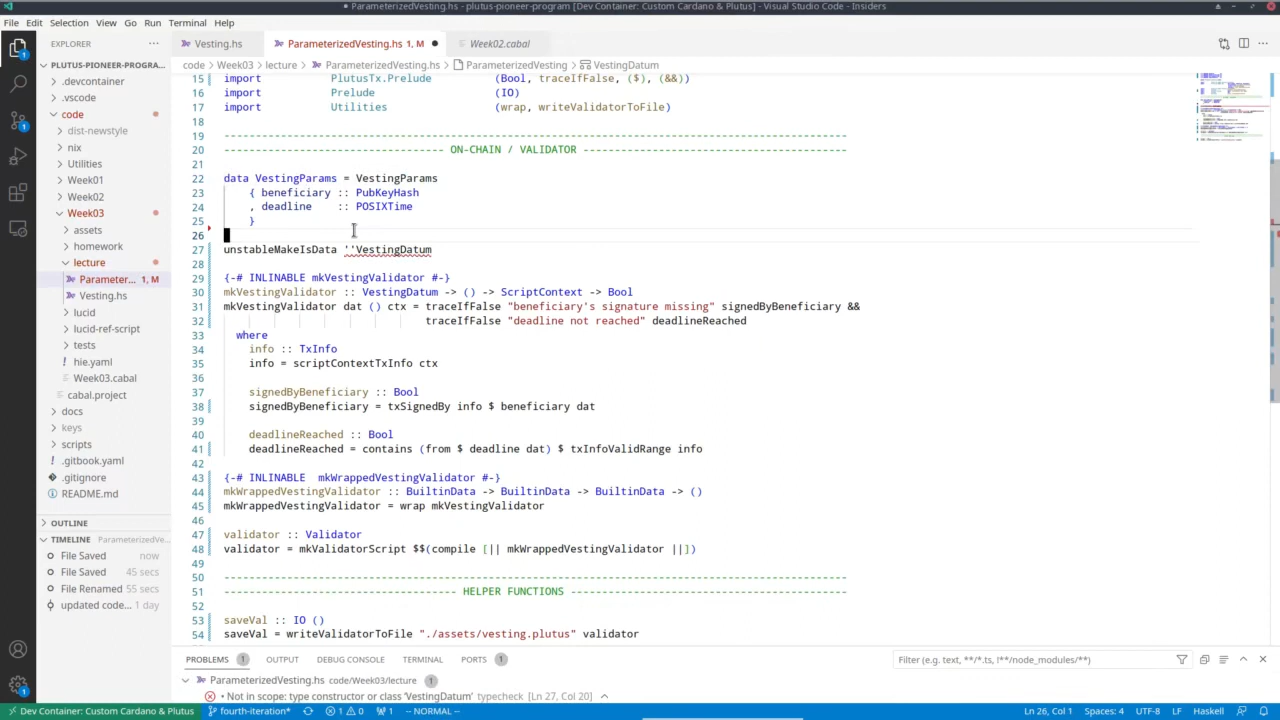 ParameterizedVesting.hs - plutus-pioneer-program [Dev Container: Custom Cardano & Plutus] - Visual Studio Code - Insiders
File Edit Selection View Go Run Terminal Help
EXPLORER
Vesting.hs
ParameterizedVesting.hs 1, M
Week02.cabal
code > Week03 > lecture > ParameterizedVesting.hs > ParameterizedVesting > VestingDatum
PLUTUS-PIONEER-PROGRA...
.devcontainer
.vscode
code
dist-newstyle
nix
Utilities
Week01
Week02
Week03
assets
homework
lecture
Parameter... 1, M
Vesting.hs
lucid
lucid-ref-script
tests
hie.yaml
Week03.cabal
cabal.project
docs
keys
scripts
.gitbook.yaml
.gitignore
README.md
OUTLINE
TIMELINE ParameterizedVe...
File Saved now
File Saved 45 secs
File Renamed 55 secs
updated code... 1 day
15 import PlutusTx.Prelude (Bool, traceIfFalse, ($), (&&))
16 import Prelude (IO)
17 import Utilities (wrap, writeValidatorToFile)
18
19 ---------------------------------------------------------------------------------------------------
20 ------------------------------------ ON-CHAIN / VALIDATOR ------------------------------------------
21
22 data VestingParams = VestingParams
23 { beneficiary :: PubKeyHash
24 , deadline :: POSIXTime
25 }
26
27 unstableMakeIsData ''VestingDatum
28
29 {-# INLINABLE mkVestingValidator #-}
30 mkVestingValidator :: VestingDatum -> () -> ScriptContext -> Bool
31 mkVestingValidator dat () ctx = traceIfFalse "beneficiary's signature missing" signedByBeneficiary &&
32 traceIfFalse "deadline not reached" deadlineReached
33 where
34 info :: TxInfo
35 info = scriptContextTxInfo ctx
36
37 signedByBeneficiary :: Bool
38 signedByBeneficiary = txSignedBy info $ beneficiary dat
39
40 deadlineReached :: Bool
41 deadlineReached = contains (from $ deadline dat) $ txInfoValidRange info
42
43 {-# INLINABLE  mkWrappedVestingValidator #-}
44 mkWrappedVestingValidator :: BuiltinData -> BuiltinData -> BuiltinData -> ()
45 mkWrappedVestingValidator = wrap mkVestingValidator
46
47 validator :: Validator
48 validator = mkValidatorScript $$(compile [|| mkWrappedVestingValidator ||])
49
50 ---------------------------------------------------------------------------------------------------
51 ------------------------------------- HELPER FUNCTIONS --------------------------------------------
52
53 saveVal :: IO ()
54 saveVal = writeValidatorToFile "./assets/vesting.plutus" validator
PROBLEMS 1 OUTPUT DEBUG CONSOLE TERMINAL PORTS 1
Filter (e.g. text, **/*.ts, !**/node_modules/**)
ParameterizedVesting.hs code/Week03/lecture 1
• Not in scope: type constructor or class ‘VestingDatum’ typecheck [Ln 27, Col 20]
Dev Container: Custom Cardano & Plutus fourth-iteration* 1 0 1 -- NORMAL -- Ln 26, Col 1 Spaces: 4 UTF-8 LF Haskell